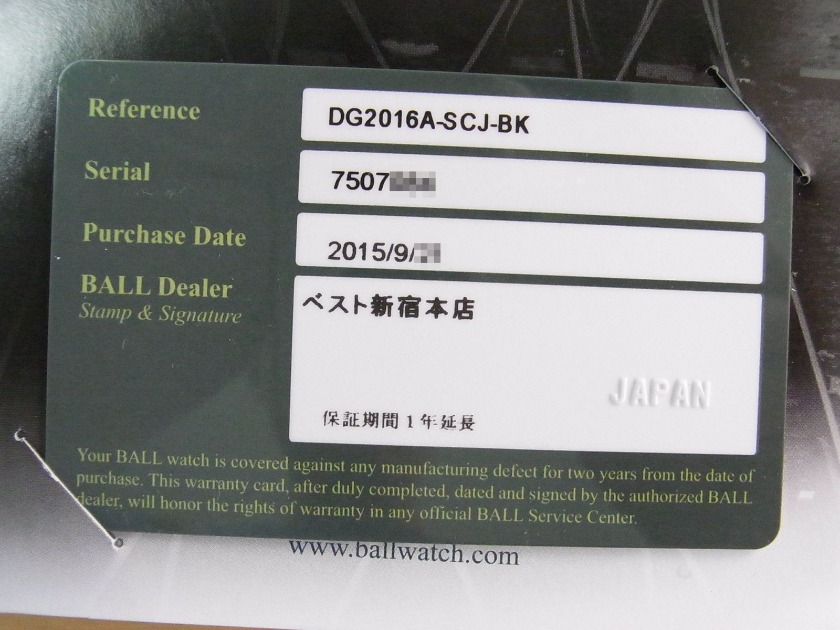 Reference
DG2016A-SCJ-BK
Serial
7507
Purchase Date
2015/9/
BALL Dealer
Stamp & Signature
ベスト新宿本店
JAPAN
保証期間1年延長
Your BALL watch is covered against any manufacturing defect for two years from the date of
purchase. This warranty card, after duly completed, dated and signed by the authorized BALL
dealer, will honor the rights of warranty in any official BALL Service Center.
www.ballwatch.com